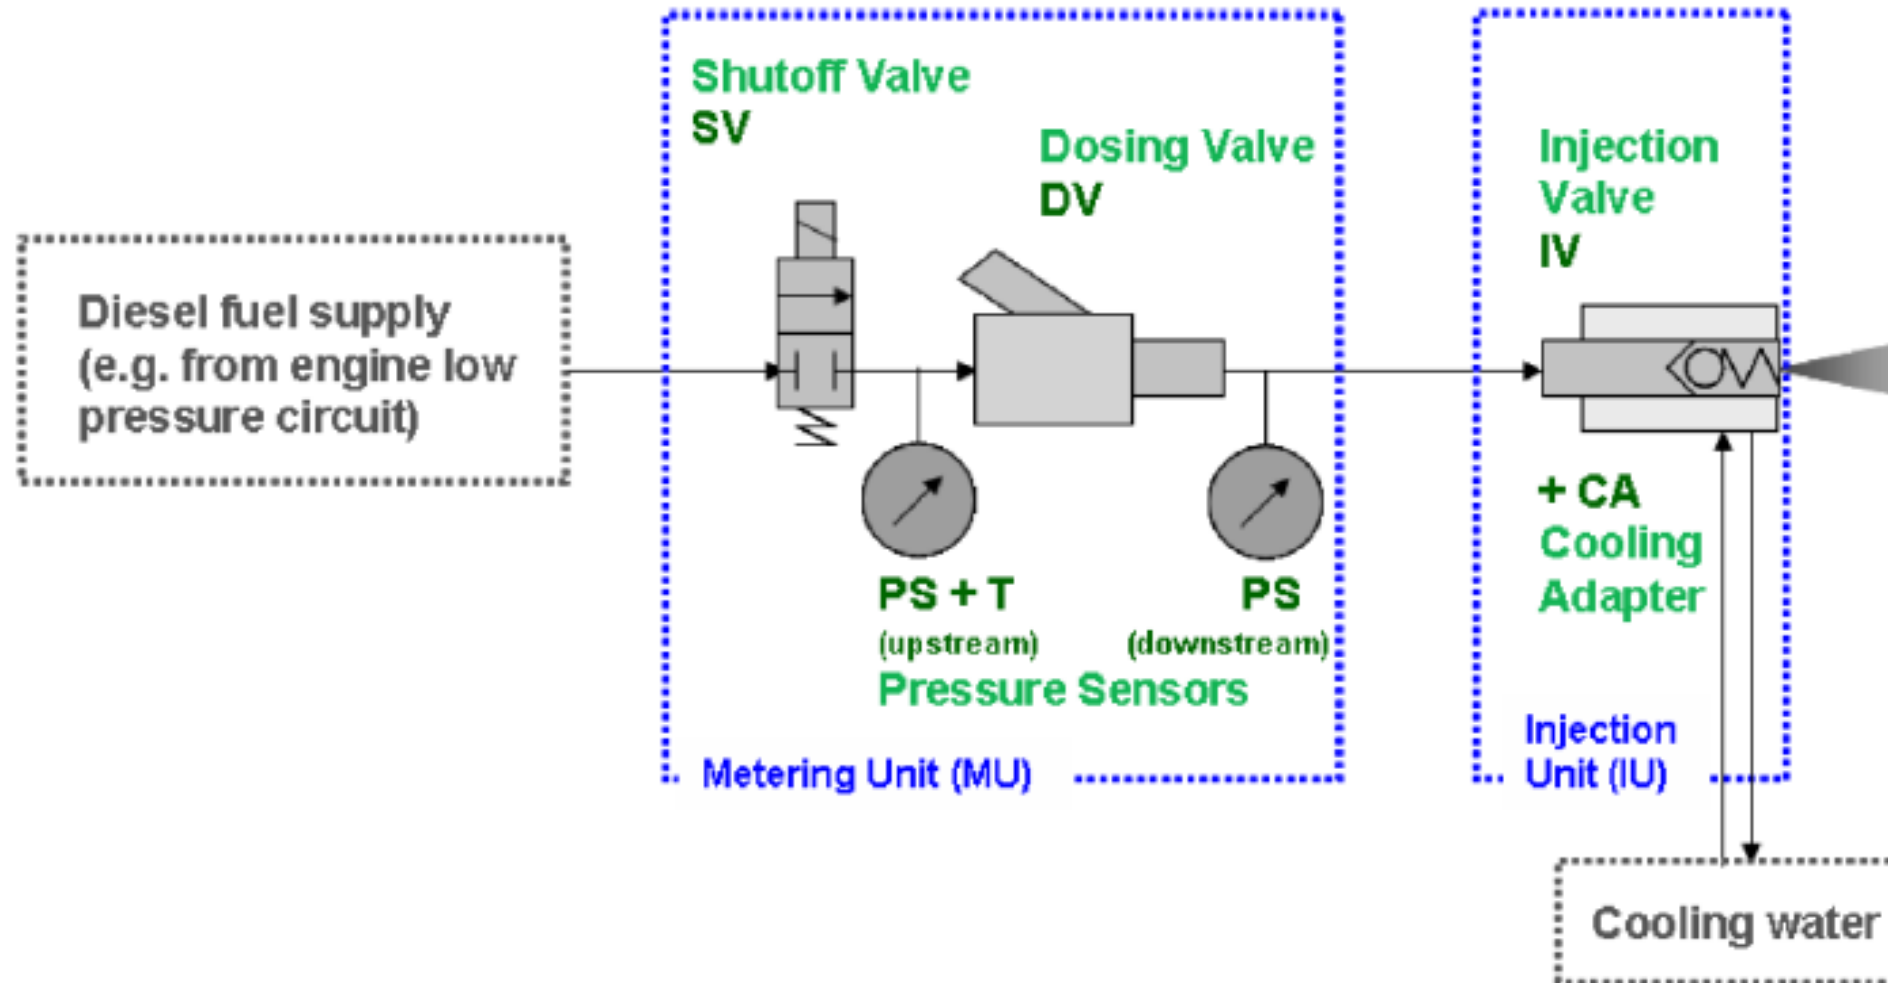 Shutoff Valve
SV
Dosing Valve
DV
Injection
Valve
IV
Diesel fuel supply
(e.g. from engine low
pressure circuit)
+ CA
Cooling
Adapter
PS + T
(upstream)
PS
(downstream)
Pressure Sensors
Metering Unit (MU)
Injection
Unit (IU)
Cooling water